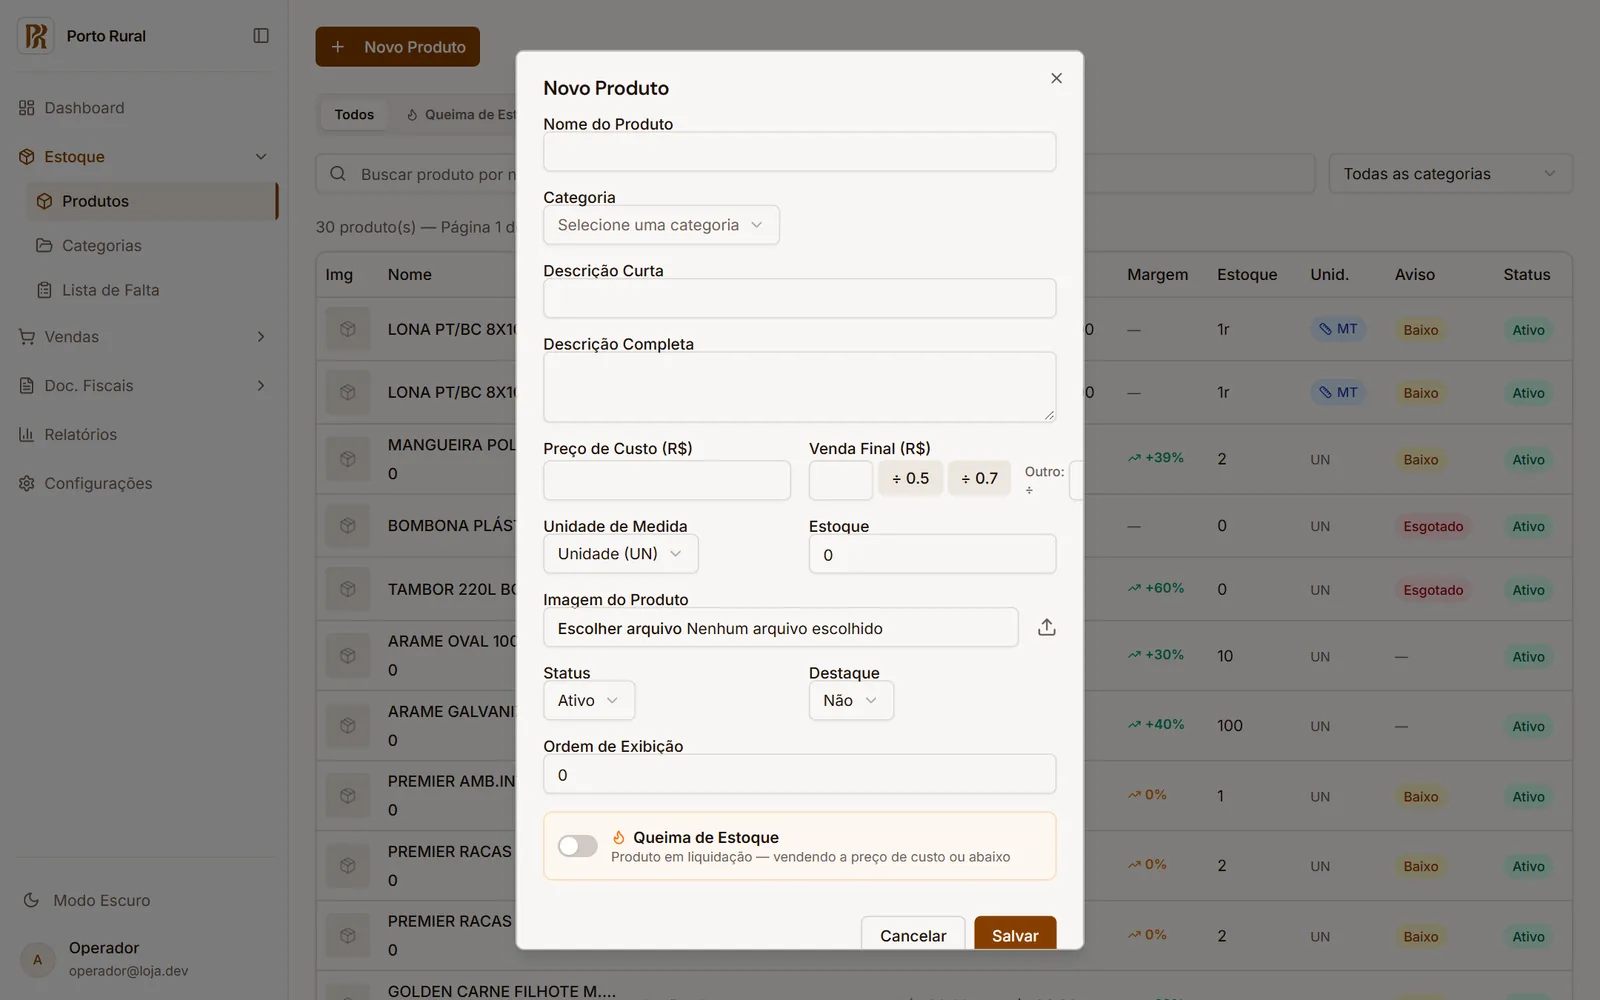 Porto Rural
Dashboard
Estoque
Produtos
Categorias
Lista de Falta
Vendas
Doc. Fiscais
Relatórios
Configurações
Modo Escuro
A
Operador
operador@loja.dev
+ Novo Produto
Todos
Queima de Est
Buscar produto por n
Todas as categorias
30 produto(s) — Página 1 d
Img Nome Margem Estoque Unid. Aviso Status
LONA PT/BC 8X10 0 — 1r MT Baixo Ativo
LONA PT/BC 8X10 0 — 1r MT Baixo Ativo
MANGUEIRA POL +39% 2 UN Baixo Ativo
0
BOMBONA PLÁST — 0 UN Esgotado Ativo
TAMBOR 220L BO +60% 0 UN Esgotado Ativo
ARAME OVAL 100 +30% 10 UN — Ativo
0
ARAME GALVANI +40% 100 UN — Ativo
0
PREMIER AMB.IN 0% 1 UN Baixo Ativo
0
PREMIER RACAS 0% 2 UN Baixo Ativo
0
PREMIER RACAS 0% 2 UN Baixo Ativo
0
GOLDEN CARNE FILHOTE M....
Novo Produto
Nome do Produto
Categoria
Selecione uma categoria
Descrição Curta
Descrição Completa
Preço de Custo (R$) Venda Final (R$)
÷ 0.5 ÷ 0.7 Outro:
÷
Unidade de Medida Estoque
Unidade (UN) 0
Imagem do Produto
Escolher arquivo Nenhum arquivo escolhido
Status Destaque
Ativo Não
Ordem de Exibição
0
Queima de Estoque
Produto em liquidação — vendendo a preço de custo ou abaixo
Cancelar Salvar